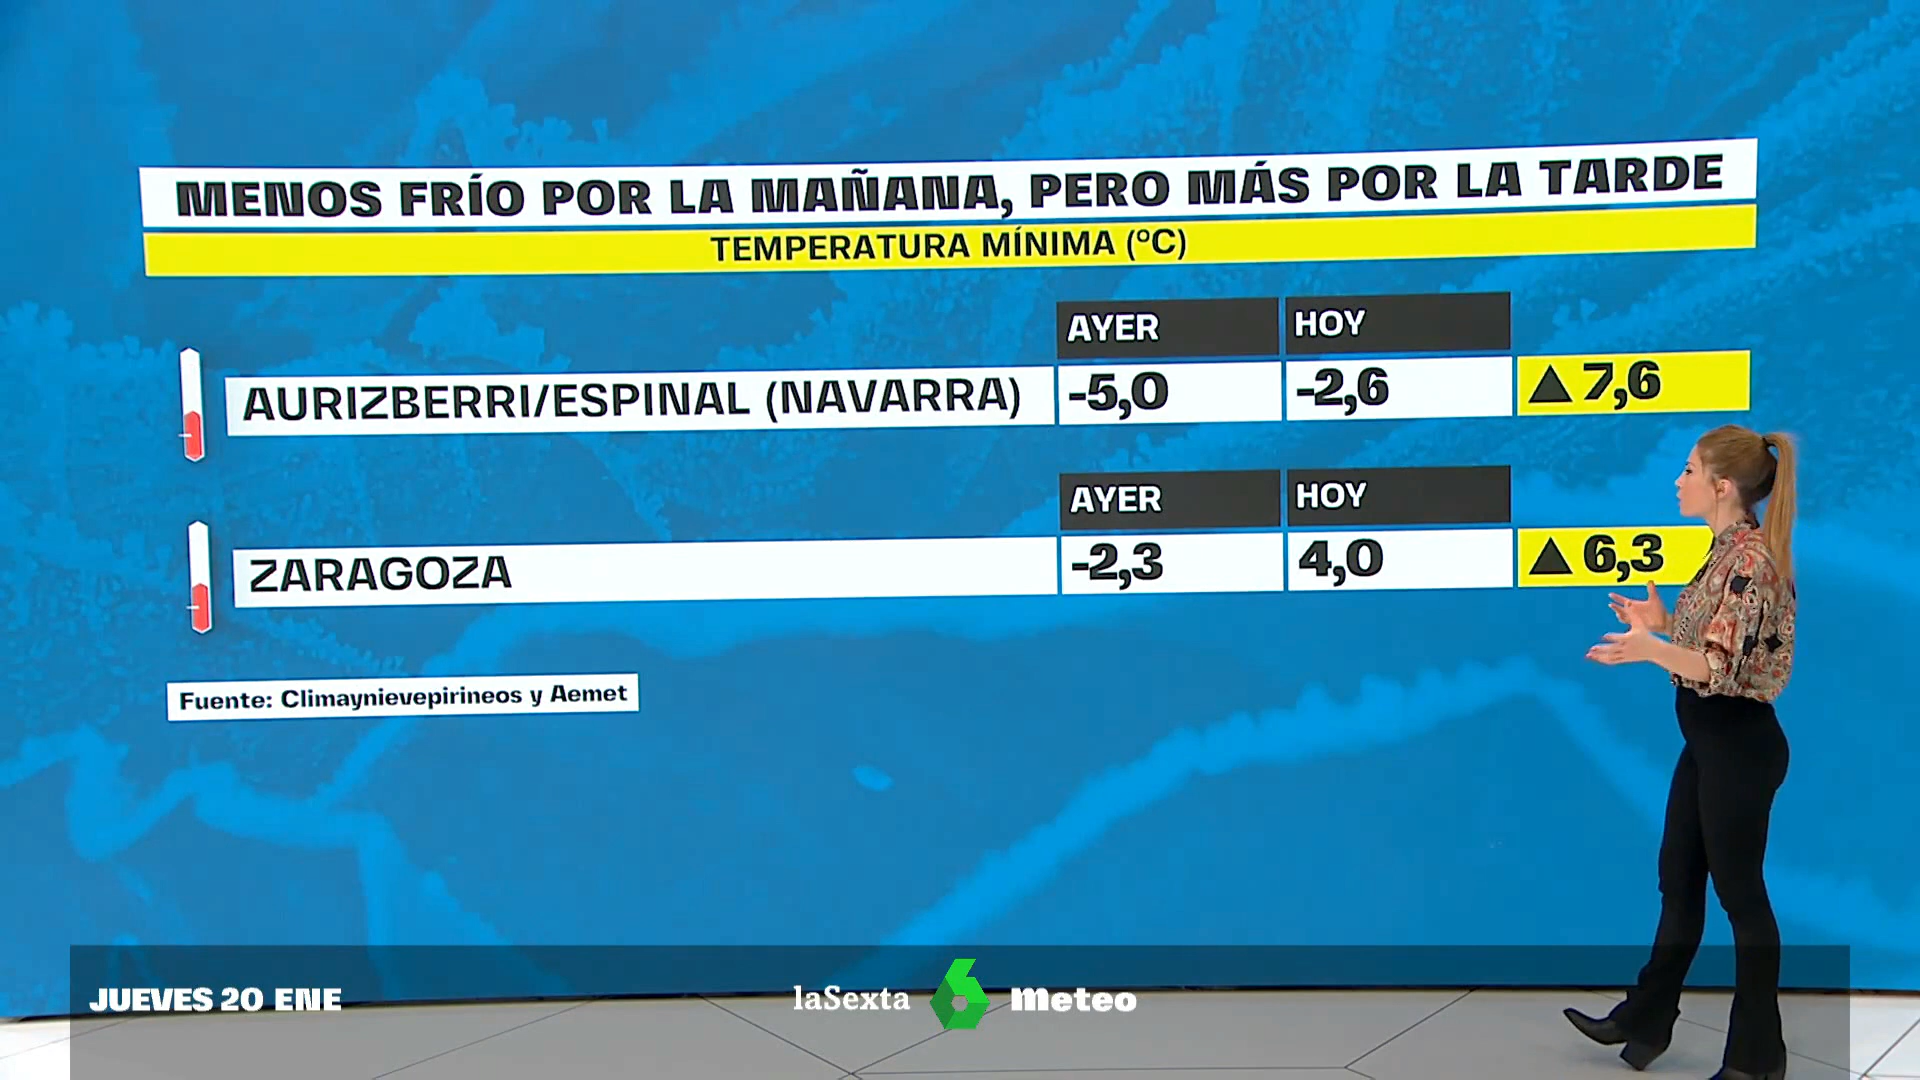 MENOS FRÍO POR LA MAÑANA, PERO MÁS POR LA TARDE
TEMPERATURA MÍNIMA (ºC)
AYER HOY
AURIZBERRI/ESPINAL (NAVARRA) -5,0 -2,6 ▲ 7,6
AYER HOY
ZARAGOZA -2,3 4,0 ▲ 6,3
Fuente: Climaynievepirineos y Aemet
JUEVES 20 ENE laSexta 6 Meteo